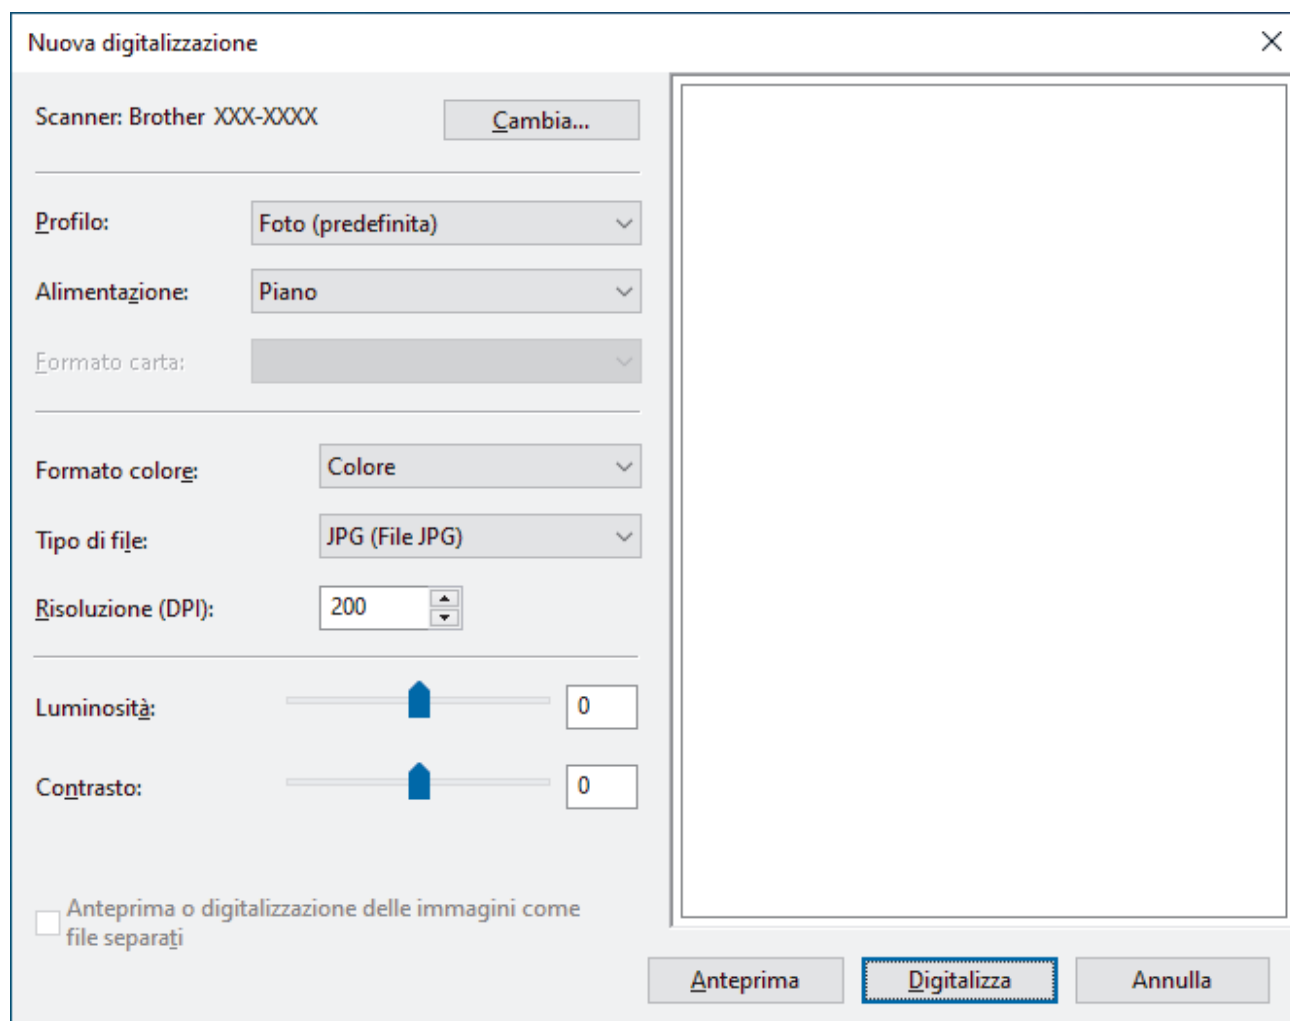 Nuova digitalizzazione
Scanner: Brother XXX-XXXX
Cambia...
Profilo:
Foto (predefinita)
Alimentazione:
Piano
Formato carta:
Formato colore:
Colore
Tipo di file:
JPG (File JPG)
Risoluzione (DPI):
200
Luminosità:
0
Contrasto:
0
Anteprima o digitalizzazione delle immagini come
file separati
Anteprima
Digitalizza
Annulla